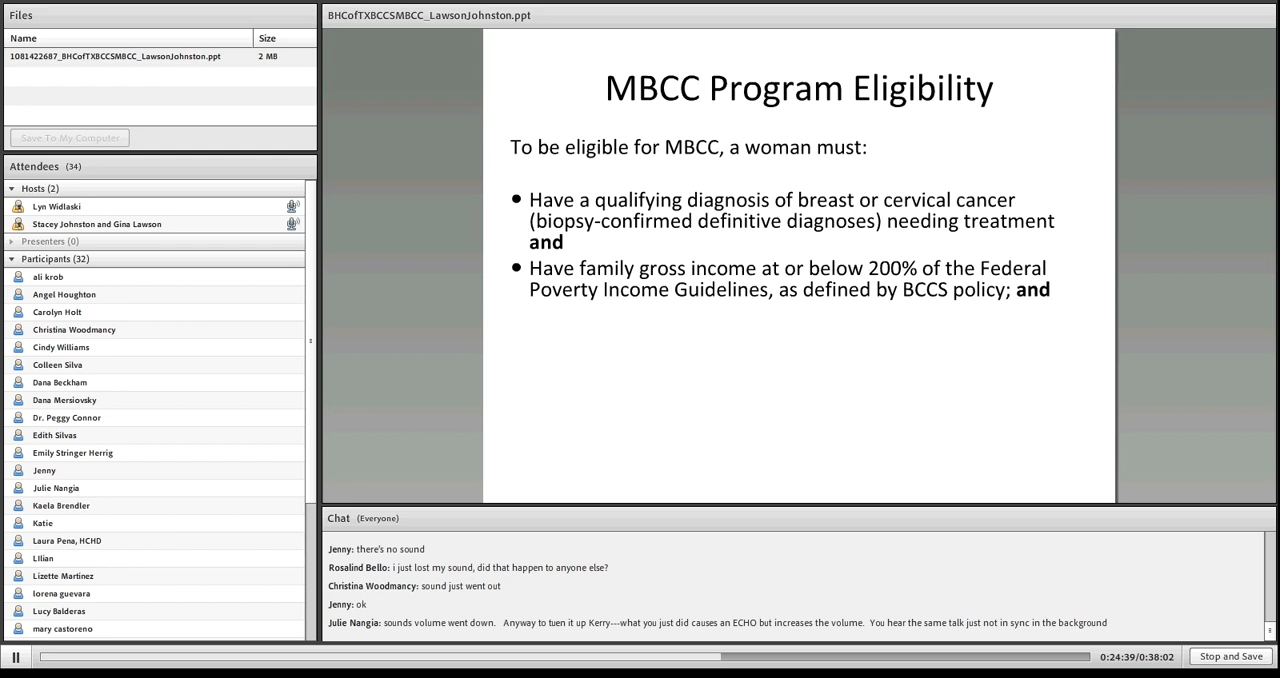 Files
Name Size
1081422687_BHCofTXBCCSMBCC_LawsonJohnston.ppt 2 MB
Save To My Computer
Attendees (34)
Hosts (2)
Lyn Widlaski
Stacey Johnston and Gina Lawson
Presenters (0)
Participants (32)
ali krob
Angel Houghton
Carolyn Holt
Christina Woodmancy
Cindy Williams
Colleen Silva
Dana Beckham
Dana Mersiovsky
Dr. Peggy Connor
Edith Silvas
Emily Stringer Herrig
Jenny
Julie Nangia
Kaela Brendler
Katie
Laura Pena, HCHD
LIlian
Lizette Martinez
lorena guevara
Lucy Balderas
mary castoreno
BHCofTXBCCSMBCC_LawsonJohnston.ppt
MBCC Program Eligibility
To be eligible for MBCC, a woman must:
• Have a qualifying diagnosis of breast or cervical cancer
(biopsy-confirmed definitive diagnoses) needing treatment
and
• Have family gross income at or below 200% of the Federal
Poverty Income Guidelines, as defined by BCCS policy; and
Chat (Everyone)
Jenny: there's no sound
Rosalind Bello: i just lost my sound, did that happen to anyone else?
Christina Woodmancy: sound just went out
Jenny: ok
Julie Nangia: sounds volume went down. Anyway to tuen it up Kerry---what you just did causes an ECHO but increases the volume. You hear the same talk just not in sync in the background
0:24:39/0:38:02 Stop and Save